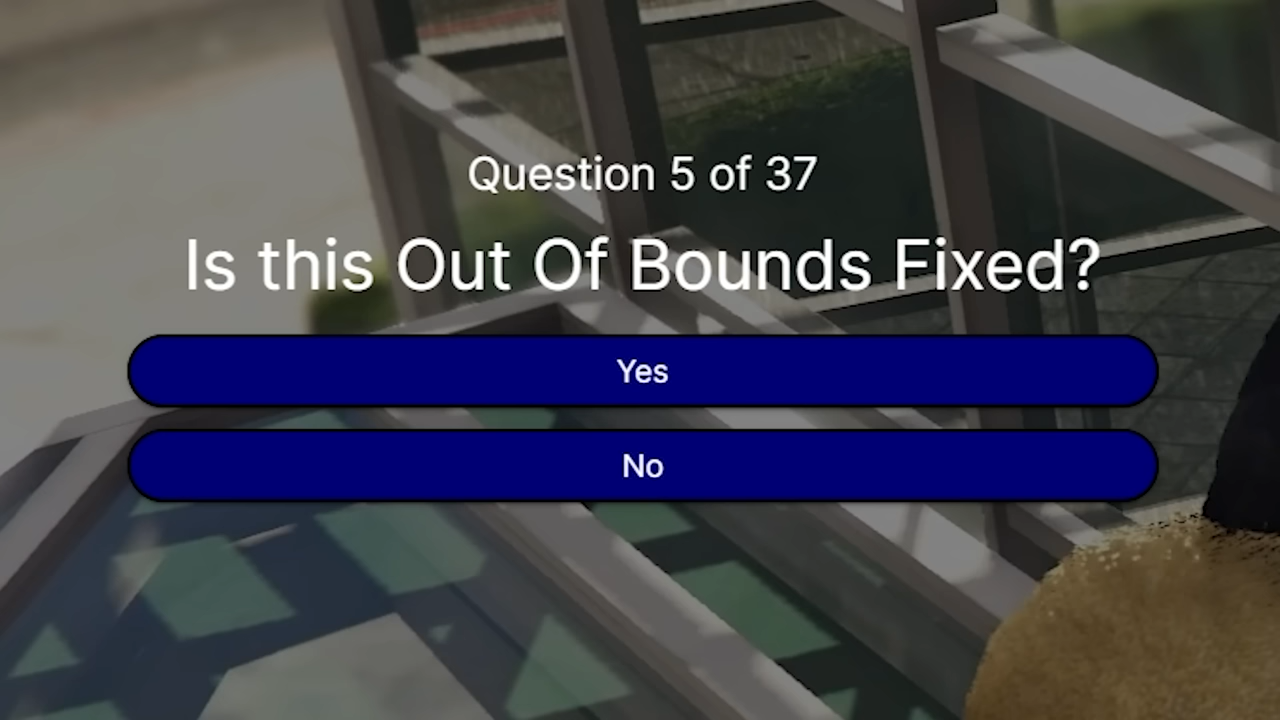 Question 5 of 37
Is this Out Of Bounds Fixed?
Yes
No